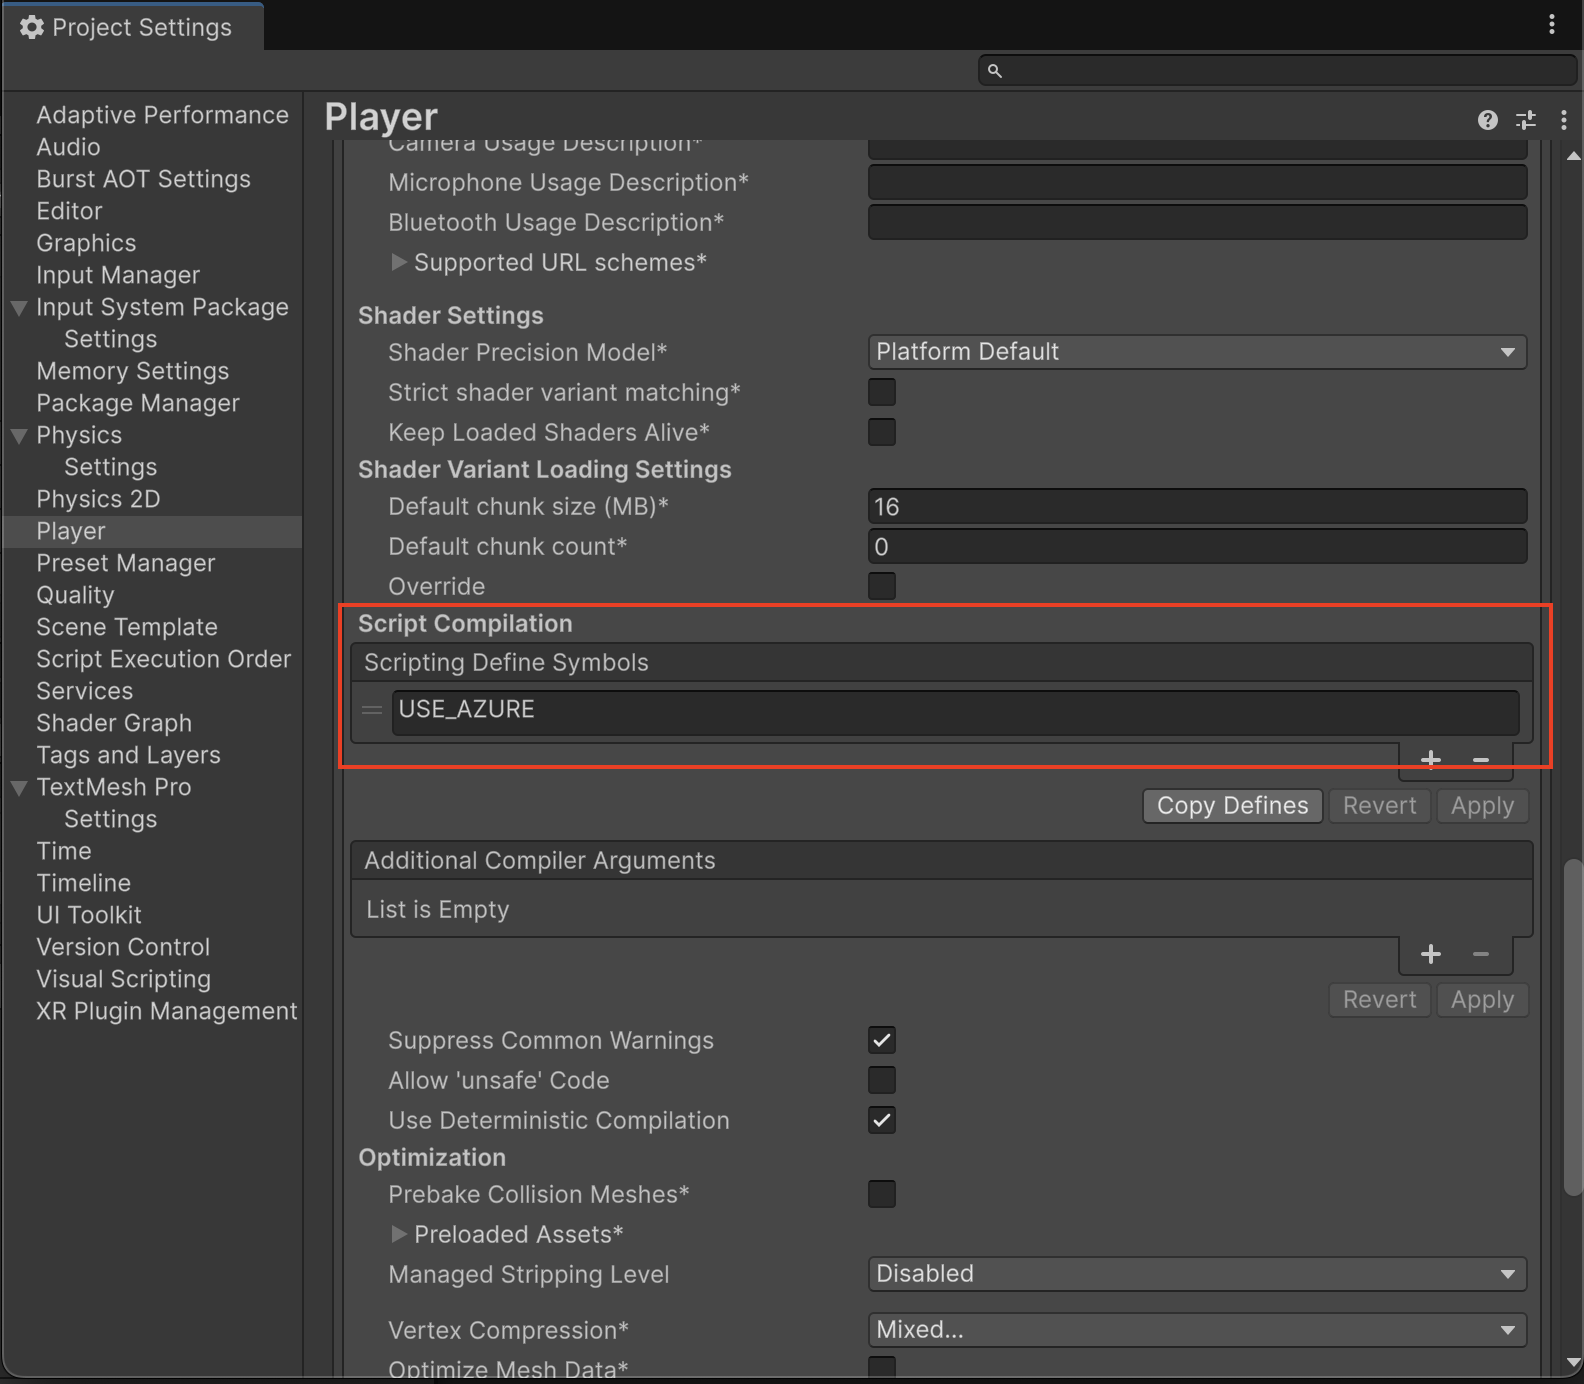 Project Settings
Adaptive Performance
Audio
Burst AOT Settings
Editor
Graphics
Input Manager
Input System Package
Settings
Memory Settings
Package Manager
Physics
Settings
Physics 2D
Player
Preset Manager
Quality
Scene Template
Script Execution Order
Services
Shader Graph
Tags and Layers
TextMesh Pro
Settings
Time
Timeline
UI Toolkit
Version Control
Visual Scripting
XR Plugin Management
Player
Camera Usage Description*
Microphone Usage Description*
Bluetooth Usage Description*
Supported URL schemes*
Shader Settings
Shader Precision Model* Platform Default
Strict shader variant matching*
Keep Loaded Shaders Alive*
Shader Variant Loading Settings
Default chunk size (MB)* 16
Default chunk count* 0
Override
Script Compilation
Scripting Define Symbols
USE_AZURE
Copy Defines Revert Apply
Additional Compiler Arguments
List is Empty
Revert Apply
Suppress Common Warnings
Allow 'unsafe' Code
Use Deterministic Compilation
Optimization
Prebake Collision Meshes*
Preloaded Assets*
Managed Stripping Level Disabled
Vertex Compression* Mixed...
Optimize Mesh Data*